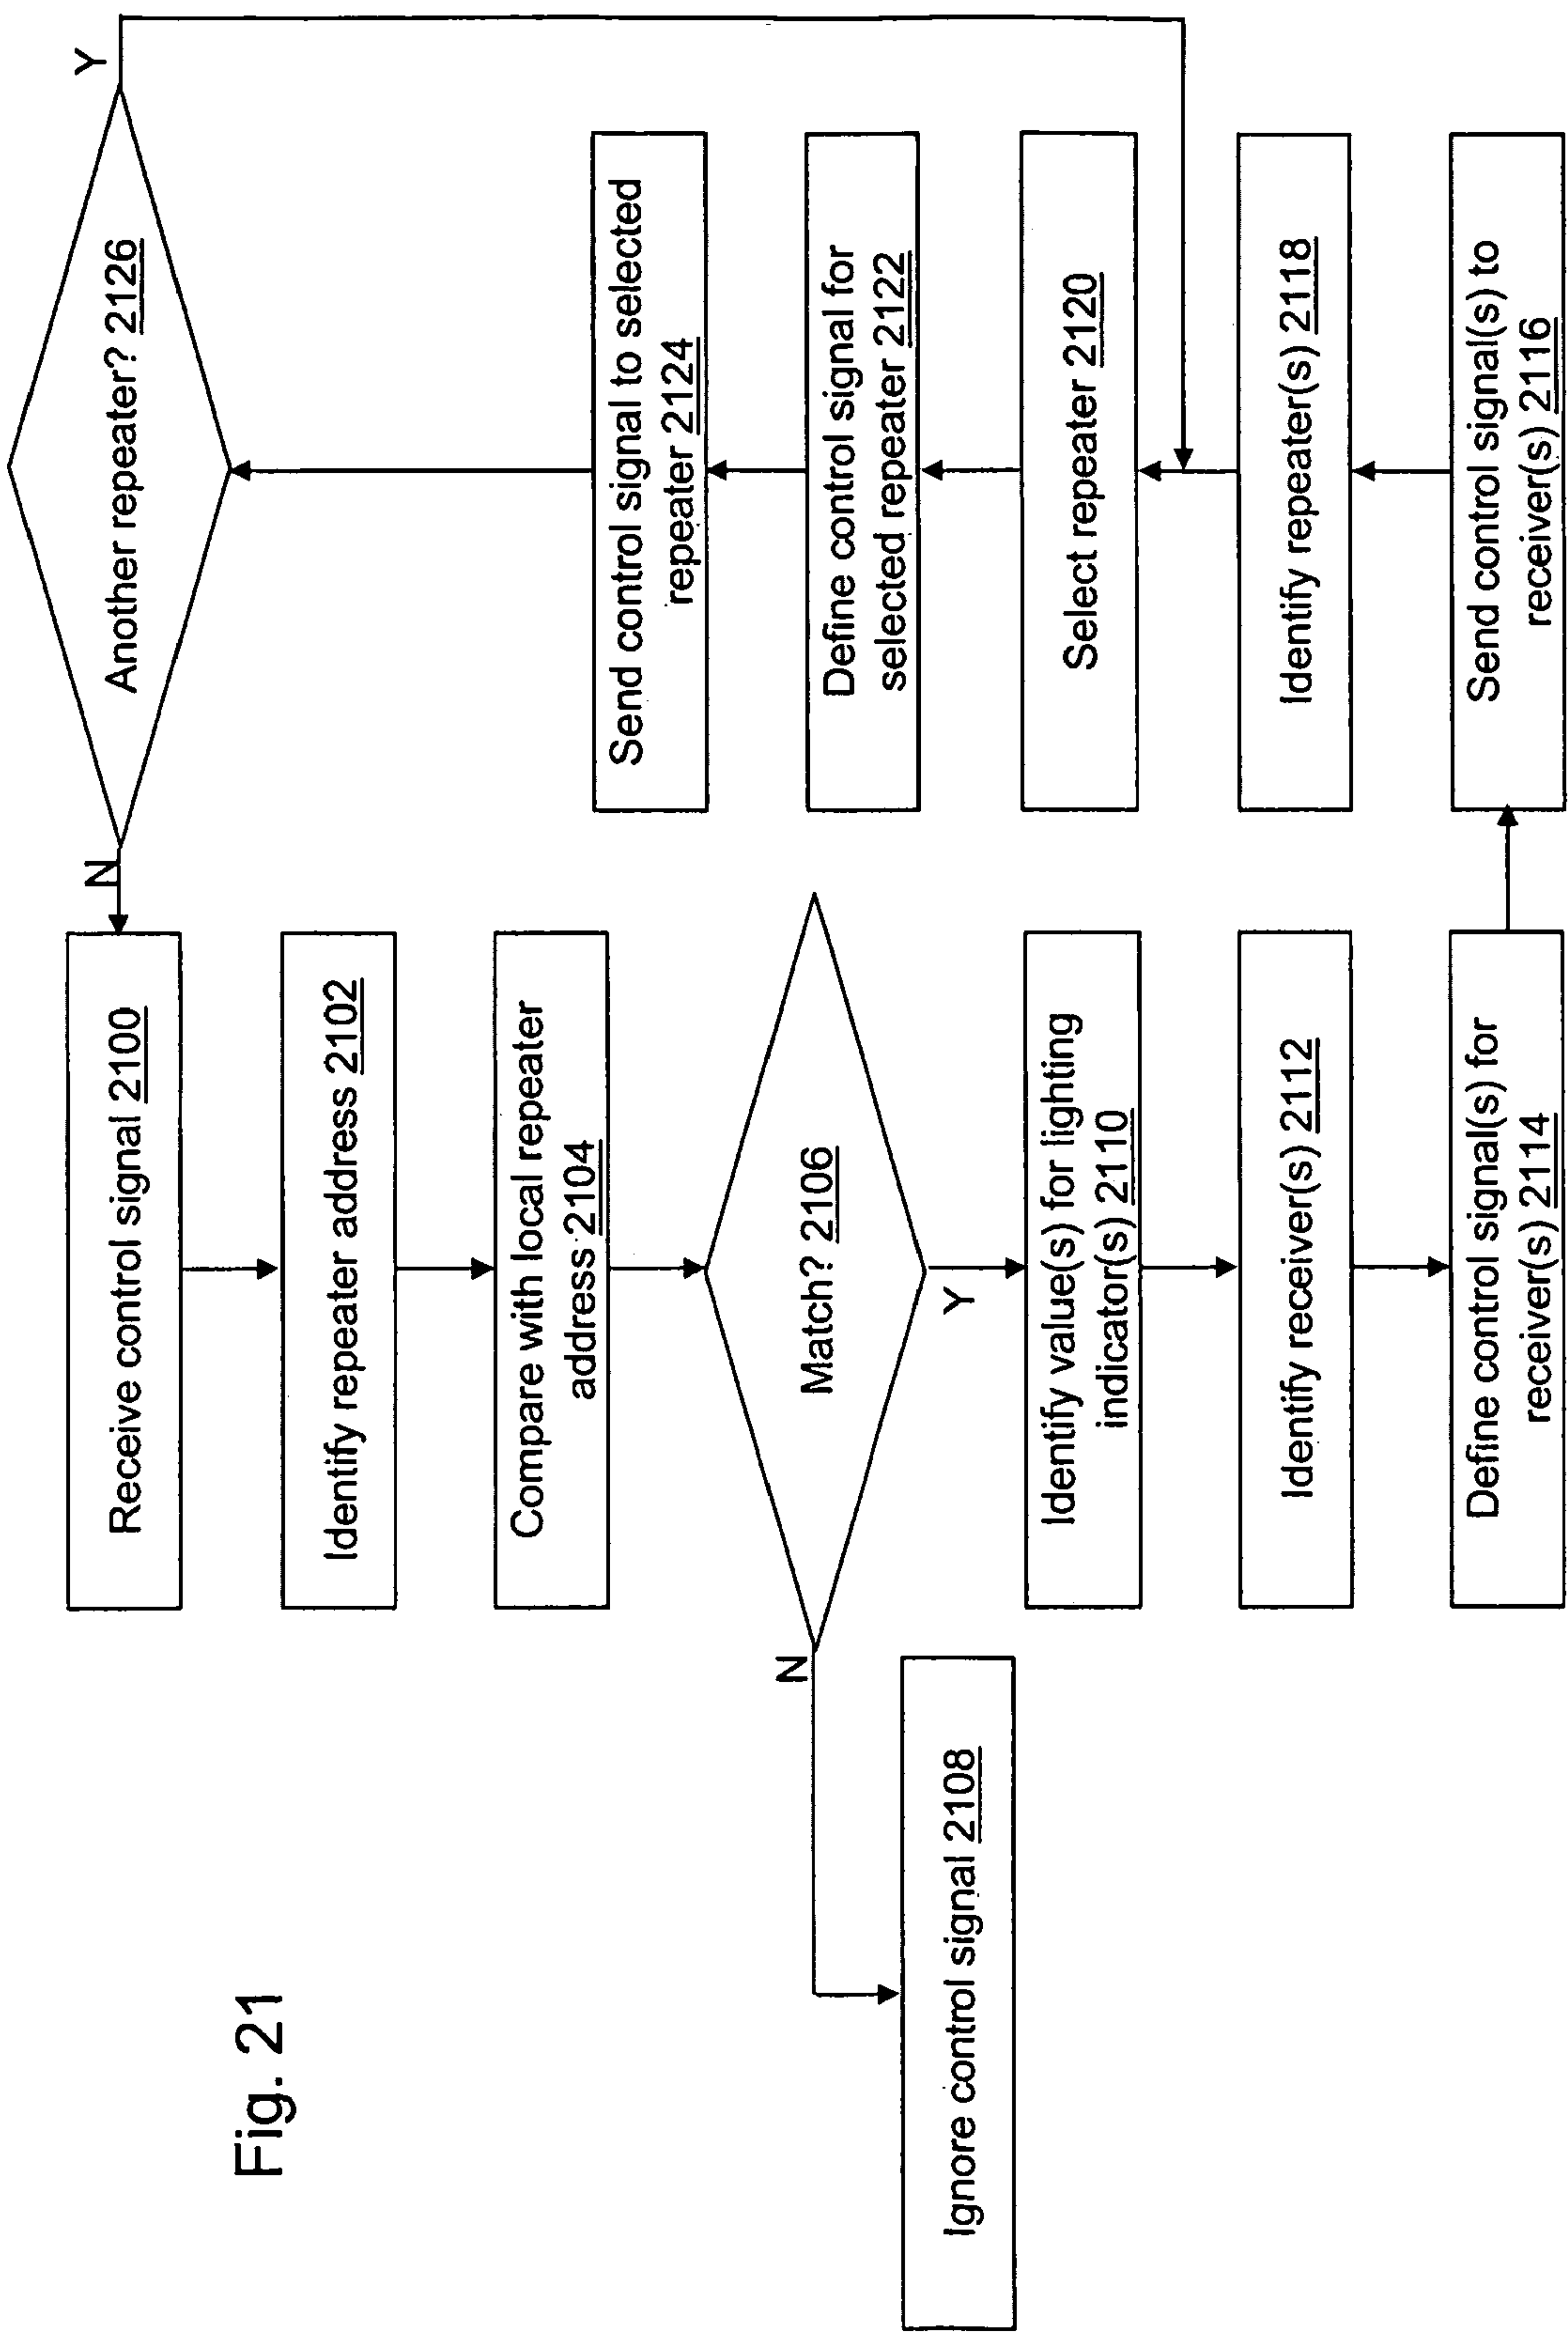 Fig. 21
Receive control signal 2100
Identify repeater address 2102
Compare with local repeater
address 2104
Match? 2106
N
Y
Ignore control signal 2108
Identify value(s) for lighting
indicator(s) 2110
Identify receiver(s) 2112
Define control signal(s) for
receiver(s) 2114
Send control signal(s) to
receiver(s) 2116
Identify repeater(s) 2118
Select repeater 2120
Define control signal for
selected repeater 2122
Send control signal to selected
repeater 2124
Another repeater? 2126
N
Y